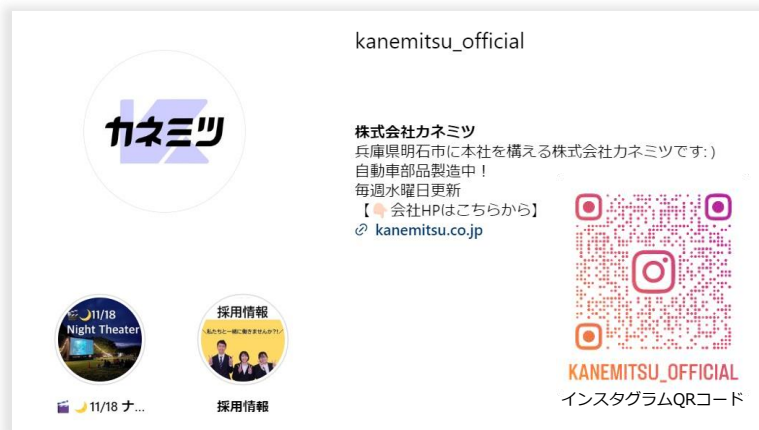 kanemitsu_official
カネミツ
株式会社カネミツ
兵庫県明石市に本社を構える株式会社カネミツです: )
自動車部品製造中！
毎週水曜日更新
【👇🏻会社HPはこちらから】
kanemitsu.co.jp
🎬🌙11/18
Night Theater
採用情報
＼私たちと一緒に働きませんか?!／
🎬🌙11/18 ナ...
採用情報
KANEMITSU_OFFICIAL
インスタグラムQRコード